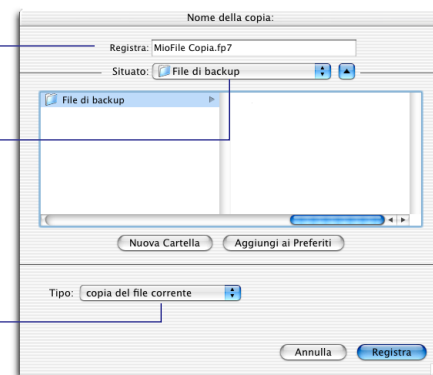 Nome della copia:
Registra: MioFile Copia.fp7
Situato: File di backup
File di backup
Nuova Cartella Aggiungi ai Preferiti
Tipo: copia del file corrente
Annulla Registra